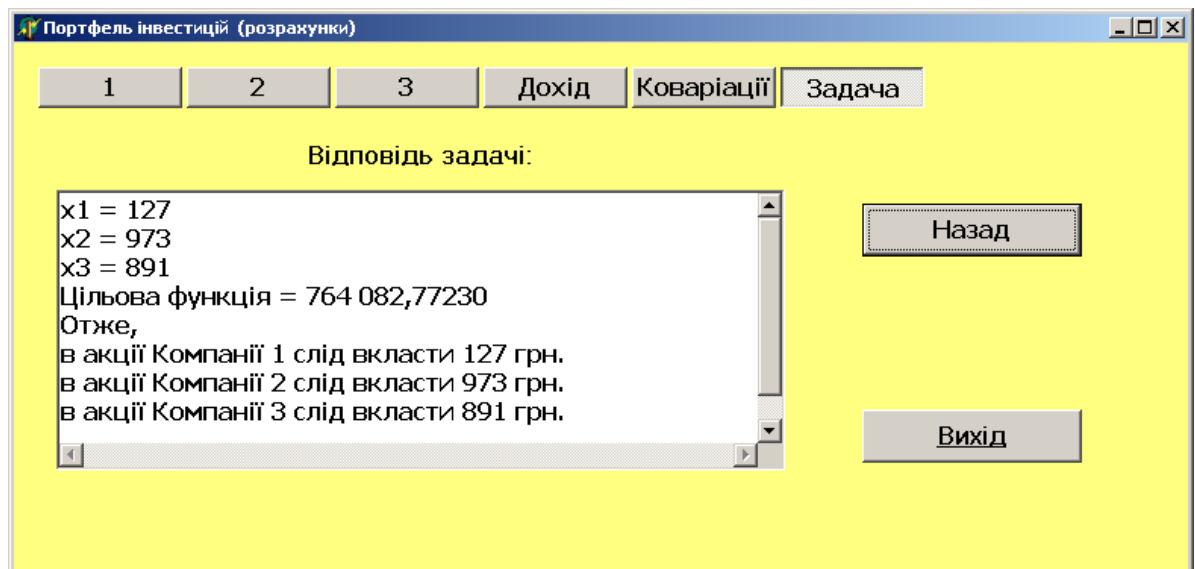 Портфель інвестицій (розрахунки)
1 2 3 Дохід Коваріації Задача
Відповідь задачі:
x1 = 127
x2 = 973
x3 = 891
Цільова функція = 764 082,77230
Отже,
в акції Компанії 1 слід вкласти 127 грн.
в акції Компанії 2 слід вкласти 973 грн.
в акції Компанії 3 слід вкласти 891 грн.
Назад
Вихід